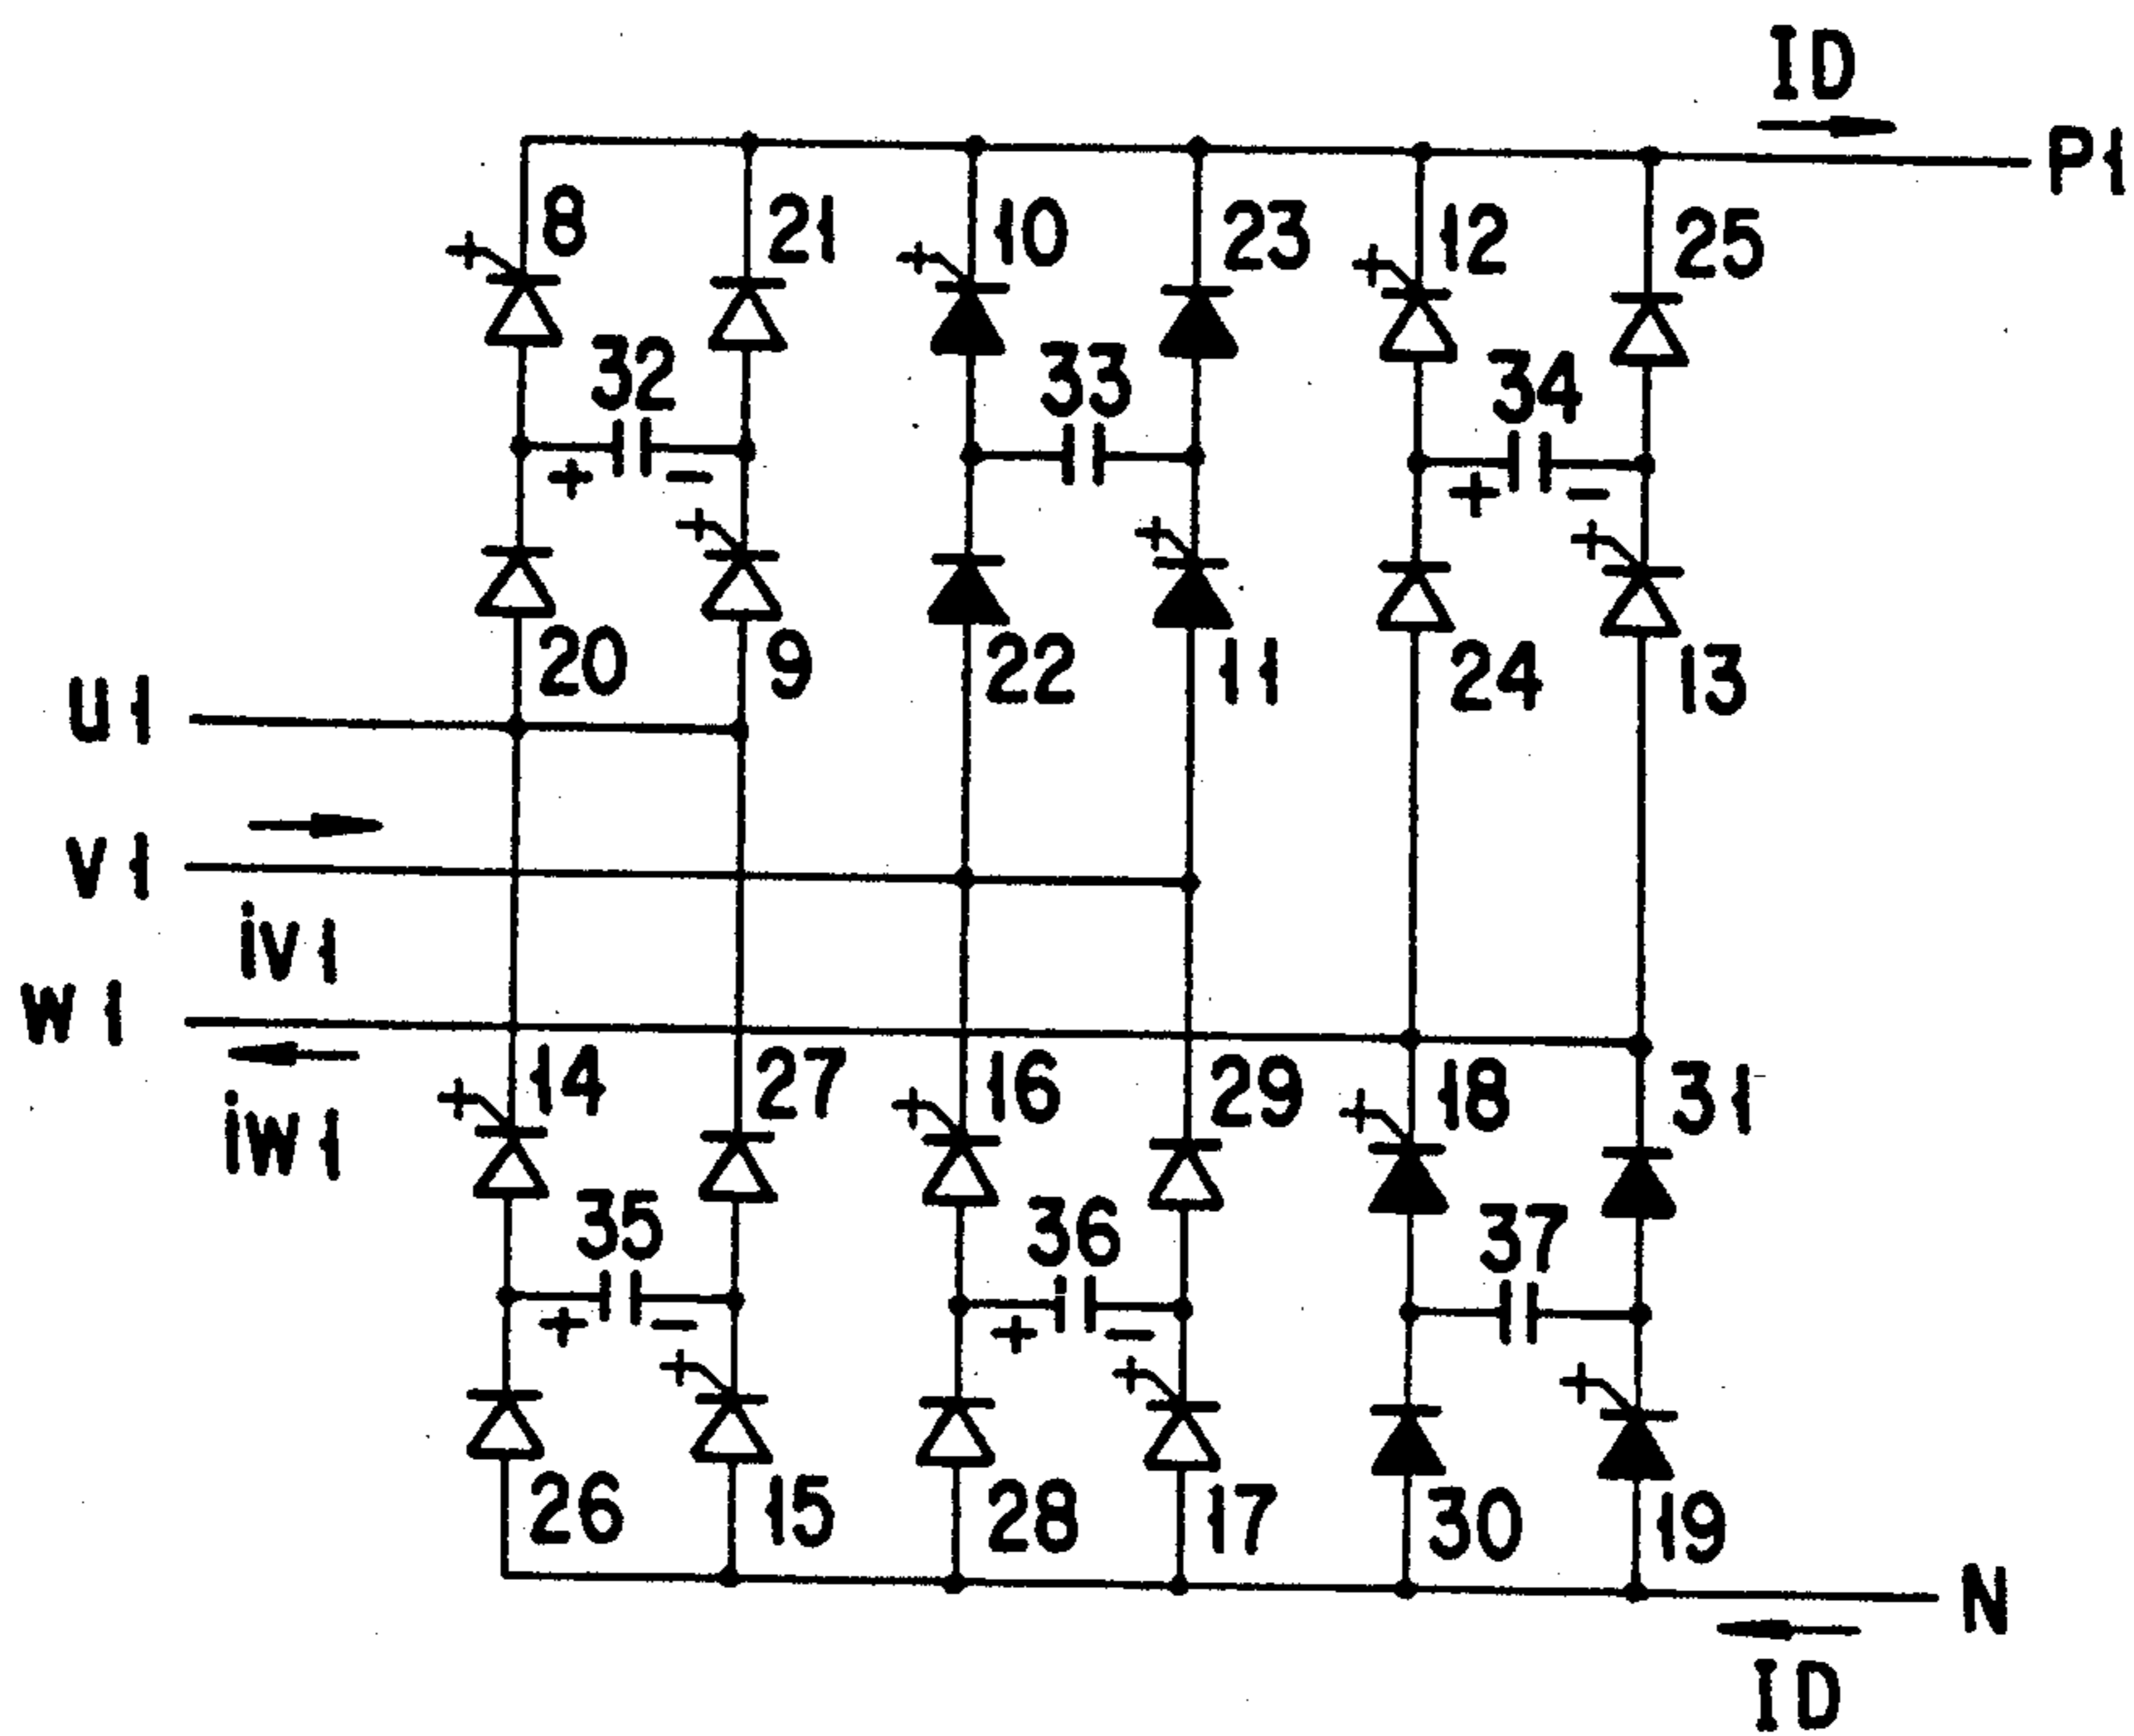 ID
P1
8 21 10 23 12 25
32 33 34
+ - + -
20 9 22 11 24 13
U1
V1
iv1
W1
iw1
14 27 16 29 18 31
35 36 37
+ - + -
26 15 28 17 30 19
N
ID